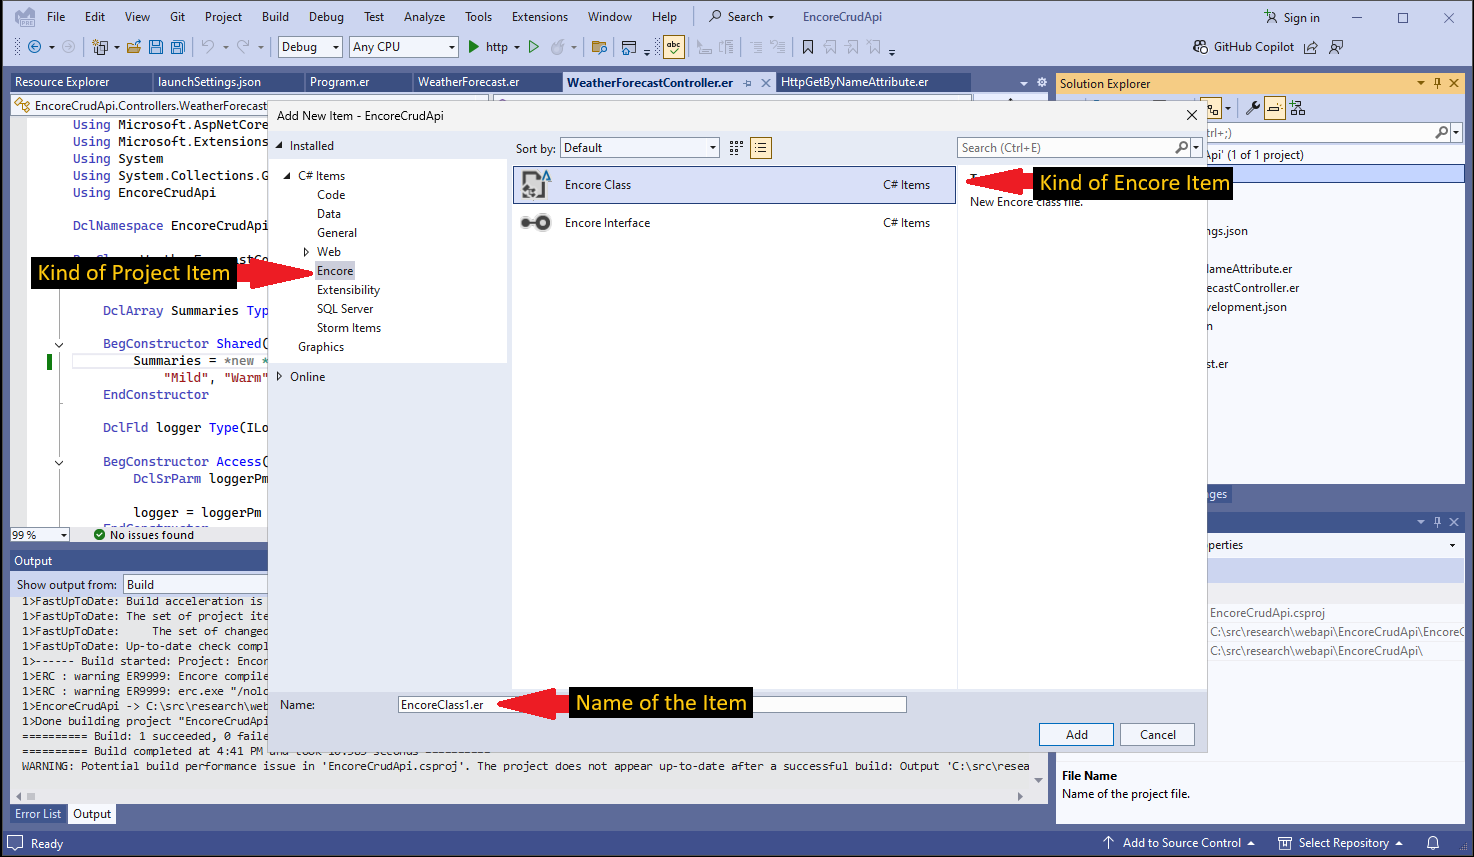 File Edit View Git Project Build Debug Test Analyze Tools Extensions Window Help Search EncoreCrudApi Sign in
Debug Any CPU http abc GitHub Copilot
Resource Explorer launchSettings.json Program.er WeatherForecast.er WeatherForecastController.er HttpGetByNameAttribute.er
Solution Explorer
EncoreCrudApi.Controllers.WeatherForecast
Using Microsoft.AspNetCore
Using Microsoft.Extensions
Using System
Using System.Collections.G
Using EncoreCrudApi
DclNamespace EncoreCrudApi
DclArray Summaries Typ
BegConstructor Shared(
Summaries = *new *
"Mild", "Warm"
EndConstructor
DclFld logger Type(ILo
BegConstructor Access(
DclSrParm loggerPm
logger = loggerPm
EndConstructor
99 % No issues found
Add New Item - EncoreCrudApi
Installed
C# Items
Code
Data
General
Web
Encore
Extensibility
SQL Server
Storm Items
Graphics
Online
Sort by: Default
Search (Ctrl+E)
Encore Class C# Items
Encore Interface C# Items
New Encore class file.
Kind of Encore Item
Kind of Project Item
Name of the Item
Name: EncoreClass1.er
Add Cancel
trl+;)
Api' (1 of 1 project)
ngs.json
NameAttribute.er
ecastController.er
velopment.json
n
st.er
nges
perties
EncoreCrudApi.csproj
C:\src\research\webapi\EncoreCrudApi\EncoreC
C:\src\research\webapi\EncoreCrudApi\
File Name
Name of the project file.
Output
Show output from: Build
1>FastUpToDate: Build acceleration is
1>FastUpToDate: The set of project ite
1>FastUpToDate: The set of changed
1>FastUpToDate: Up-to-date check compl
1>------ Build started: Project: Encor
1>ERC : warning ER9999: Encore compile
1>ERC : warning ER9999: erc.exe "/nolo
1>EncoreCrudApi -> C:\src\research\web
1>Done building project "EncoreCrudApi
========== Build: 1 succeeded, 0 faile
========== Build completed at 4:41 PM and took
WARNING: Potential build performance issue in 'EncoreCrudApi.csproj'. The project does not appear up-to-date after a successful build: Output 'C:\src\resea
Error List Output
Ready Add to Source Control Select Repository